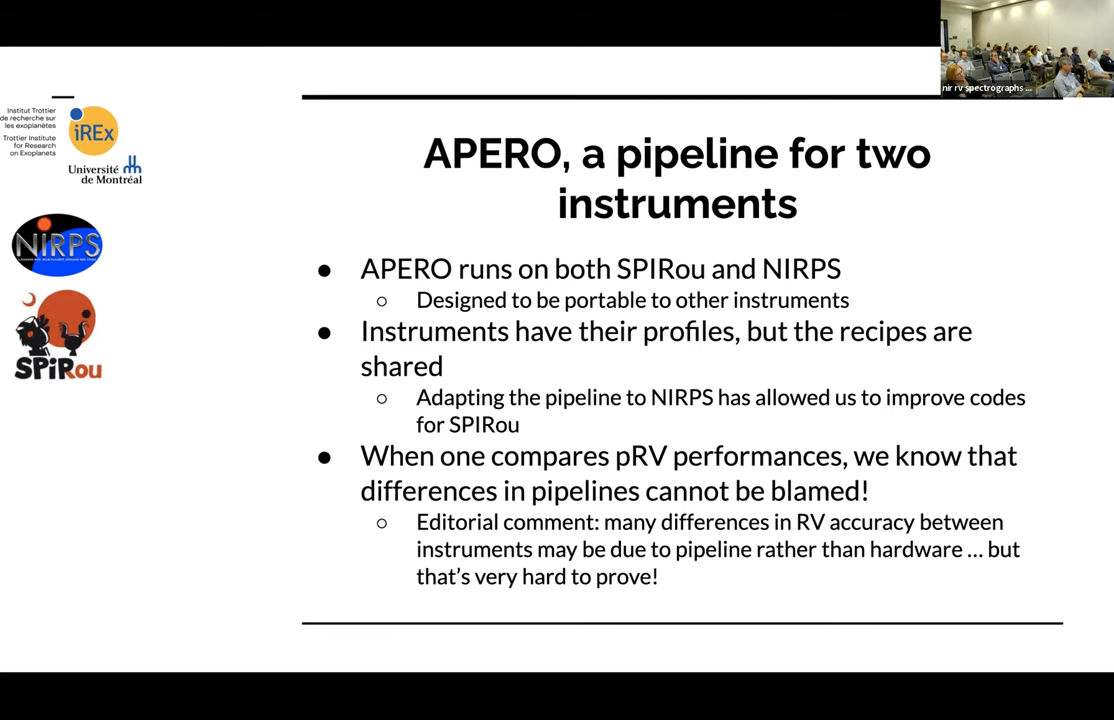 nir rv spectrographs ...
Institut Trottier
de recherche sur
les exoplanètes
Trottier Institute
for Research
on Exoplanets
iREx
Université
de Montréal
NIRPS
SPiRou
APERO, a pipeline for two
instruments
● APERO runs on both SPIRou and NIRPS
○ Designed to be portable to other instruments
● Instruments have their profiles, but the recipes are
shared
○ Adapting the pipeline to NIRPS has allowed us to improve codes
for SPIRou
● When one compares pRV performances, we know that
differences in pipelines cannot be blamed!
○ Editorial comment: many differences in RV accuracy between
instruments may be due to pipeline rather than hardware … but
that's very hard to prove!